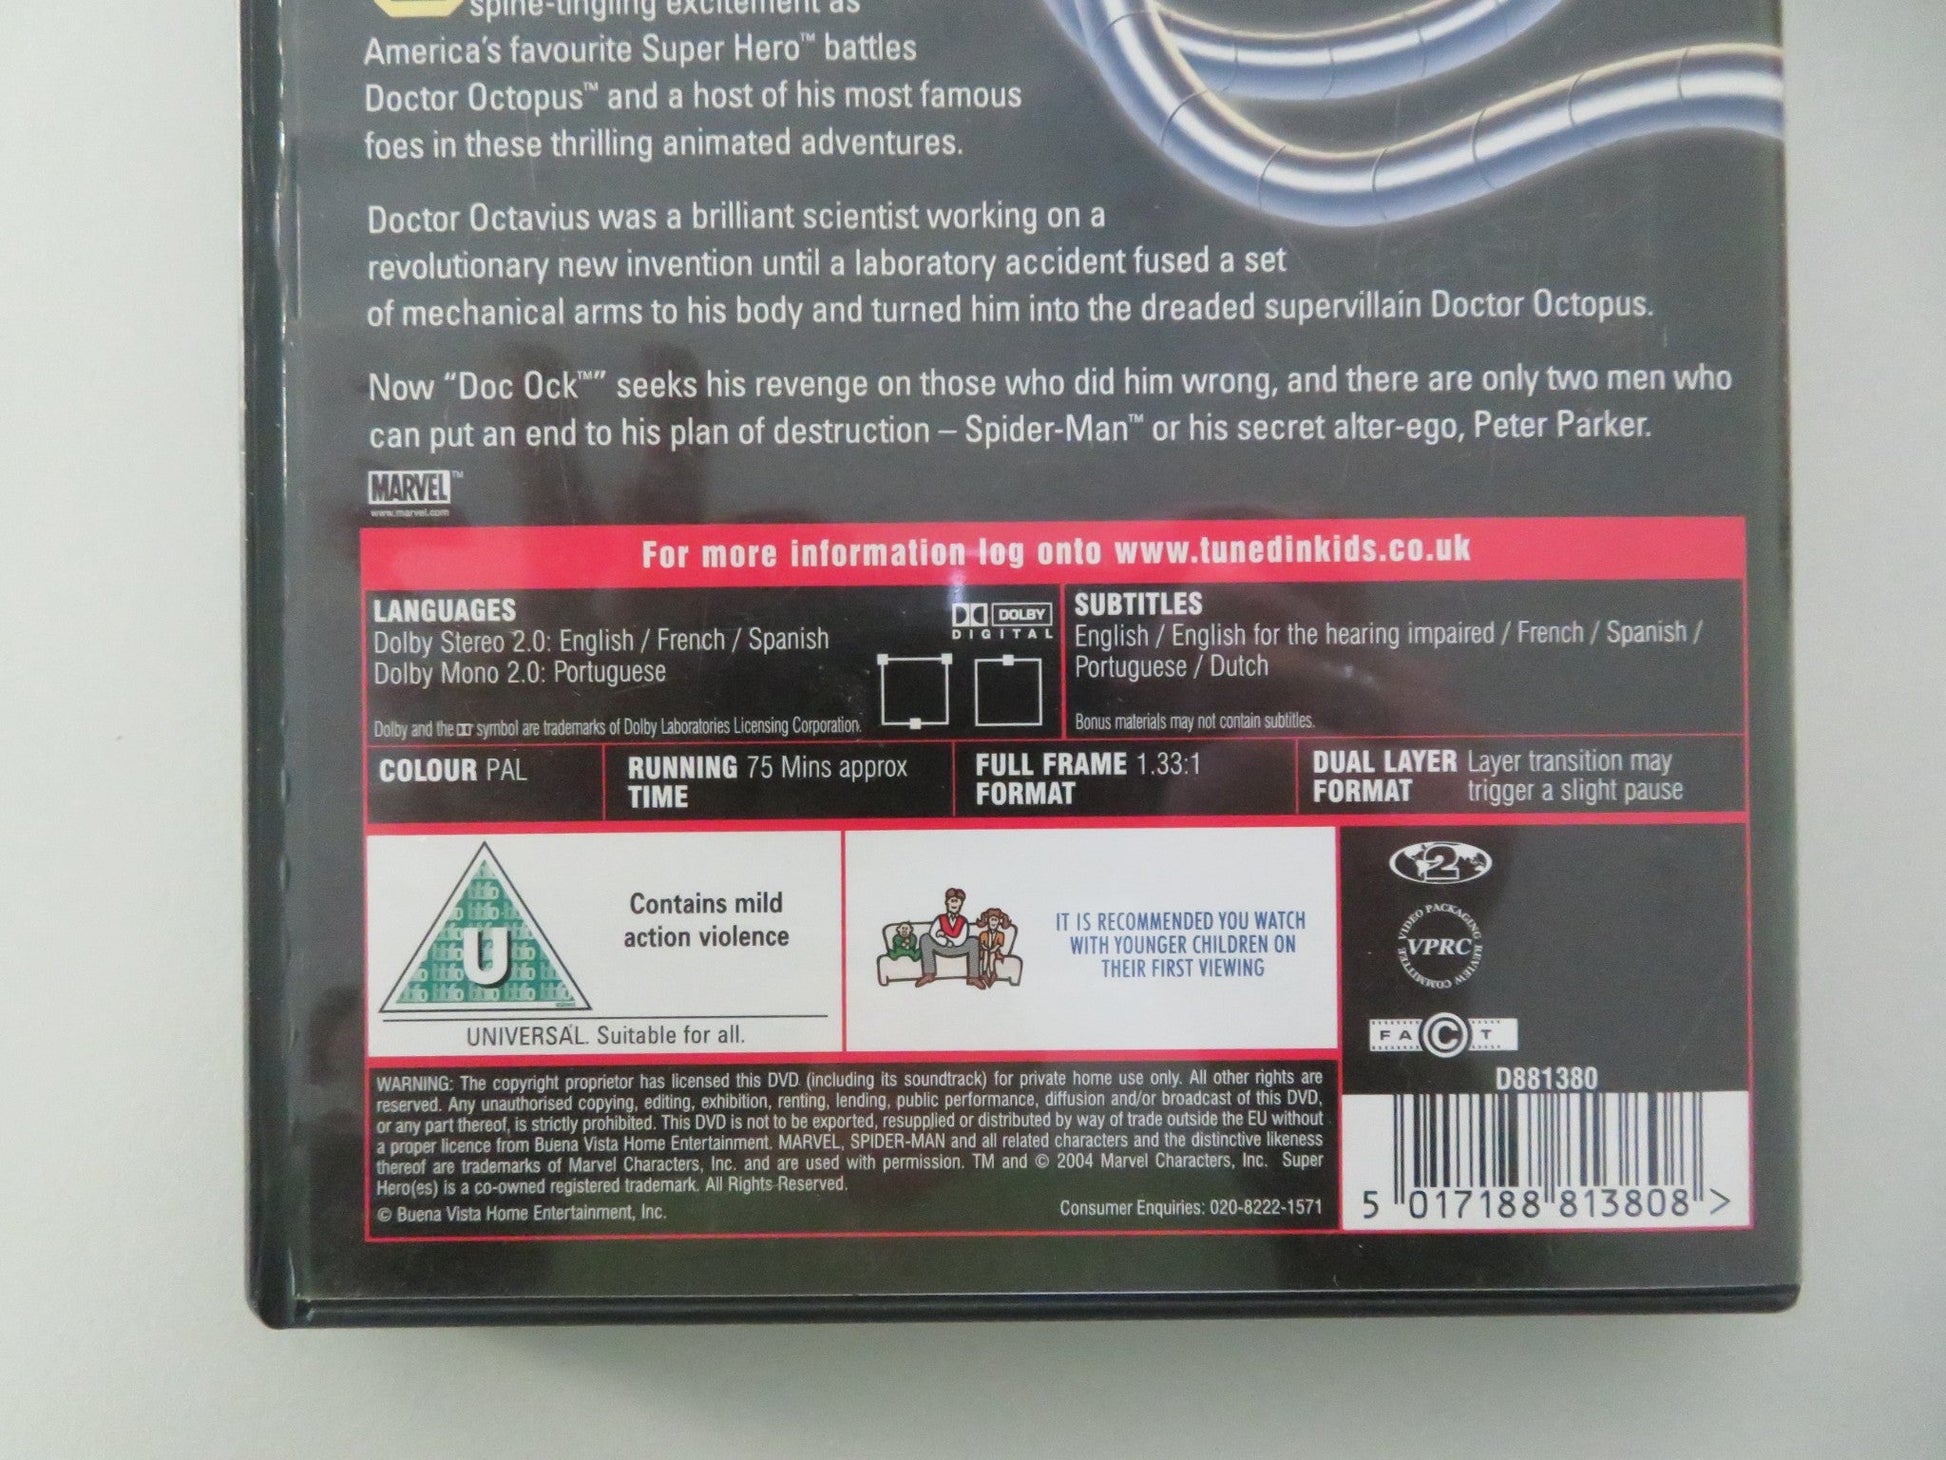 spine-tingling excitement as
America's favourite Super Hero™ battles
Doctor Octopus™ and a host of his most famous
foes in these thrilling animated adventures.
Doctor Octavius was a brilliant scientist working on a
revolutionary new invention until a laboratory accident fused a set
of mechanical arms to his body and turned him into the dreaded supervillain Doctor Octopus.
Now “Doc Ock™” seeks his revenge on those who did him wrong, and there are only two men who
can put an end to his plan of destruction – Spider-Man™ or his secret alter-ego, Peter Parker.
MARVEL™
www.marvel.com
For more information log onto www.tunedinkids.co.uk
LANGUAGES
Dolby Stereo 2.0: English / French / Spanish
Dolby Mono 2.0: Portuguese
Dolby and the symbol are trademarks of Dolby Laboratories Licensing Corporation.
DOLBY
DIGITAL
SUBTITLES
English / English for the hearing impaired / French / Spanish /
Portuguese / Dutch
Bonus materials may not contain subtitles.
COLOUR PAL
RUNNING 75 Mins approx
TIME
FULL FRAME 1.33:1
FORMAT
DUAL LAYER Layer transition may
FORMAT trigger a slight pause
U
Contains mild
action violence
UNIVERSAL. Suitable for all.
IT IS RECOMMENDED YOU WATCH
WITH YOUNGER CHILDREN ON
THEIR FIRST VIEWING
2
VIDEO PACKAGING REVIEW COMMITTEE
VPRC
FA©T
D881380
WARNING: The copyright proprietor has licensed this DVD (including its soundtrack) for private home use only. All other rights are
reserved. Any unauthorised copying, editing, exhibition, renting, lending, public performance, diffusion and/or broadcast of this DVD,
or any part thereof, is strictly prohibited. This DVD is not to be exported, resupplied or distributed by way of trade outside the EU without
a proper licence from Buena Vista Home Entertainment. MARVEL, SPIDER-MAN and all related characters and the distinctive likeness
thereof are trademarks of Marvel Characters, Inc. and are used with permission. TM and © 2004 Marvel Characters, Inc. Super
Hero(es) is a co-owned registered trademark. All Rights Reserved.
© Buena Vista Home Entertainment, Inc.
Consumer Enquiries: 020-8222-1571
5 017188 813808 >